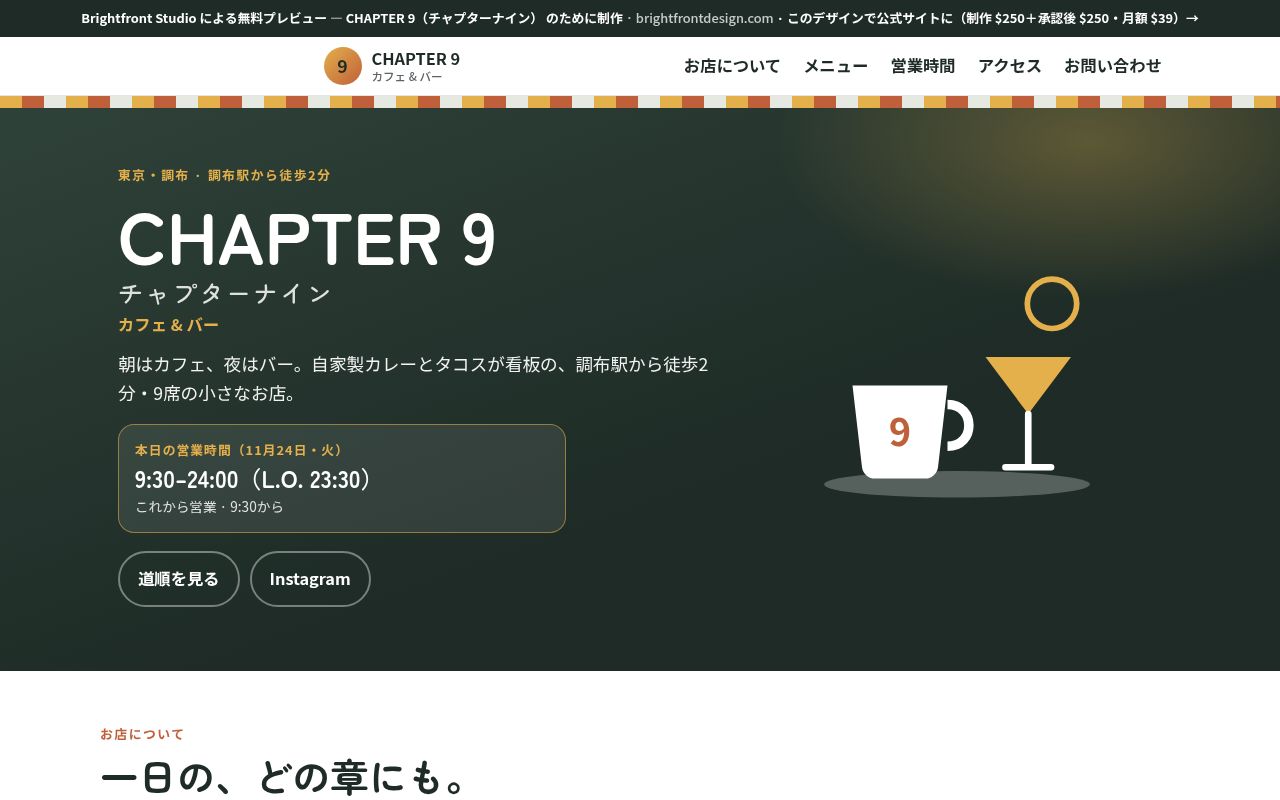 Brightfront Studio による無料プレビュー — CHAPTER 9（チャプターナイン） のために制作 · brightfrontdesign.com · このデザインで公式サイトに（制作 $250＋承認後 $250・月額 $39）→
9 CHAPTER 9
カフェ & バー
お店について メニュー 営業時間 アクセス お問い合わせ
東京・調布 · 調布駅から徒歩2分
CHAPTER 9
チャプターナイン
カフェ & バー
朝はカフェ、夜はバー。自家製カレーとタコスが看板の、調布駅から徒歩2
分・9席の小さなお店。
本日の営業時間（11月24日・火）
9:30–24:00（L.O. 23:30）
これから営業 · 9:30から
道順を見る Instagram
9
お店について
一日の、どの章にも。